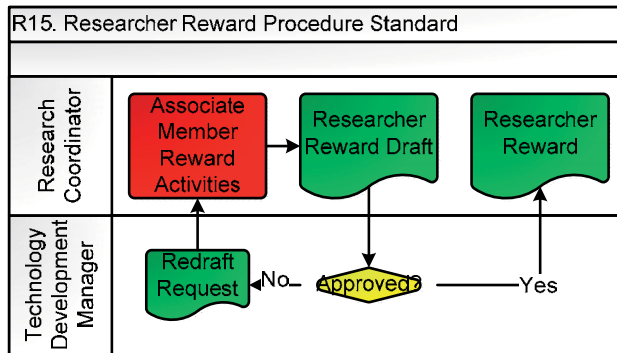 R15. Researcher Reward Procedure Standard
Research
Coordinator
Associate
Member
Reward
Activities
Researcher
Reward Draft
Researcher
Reward
Technology
Development
Manager
Redraft
Request
No
Approved?
Yes